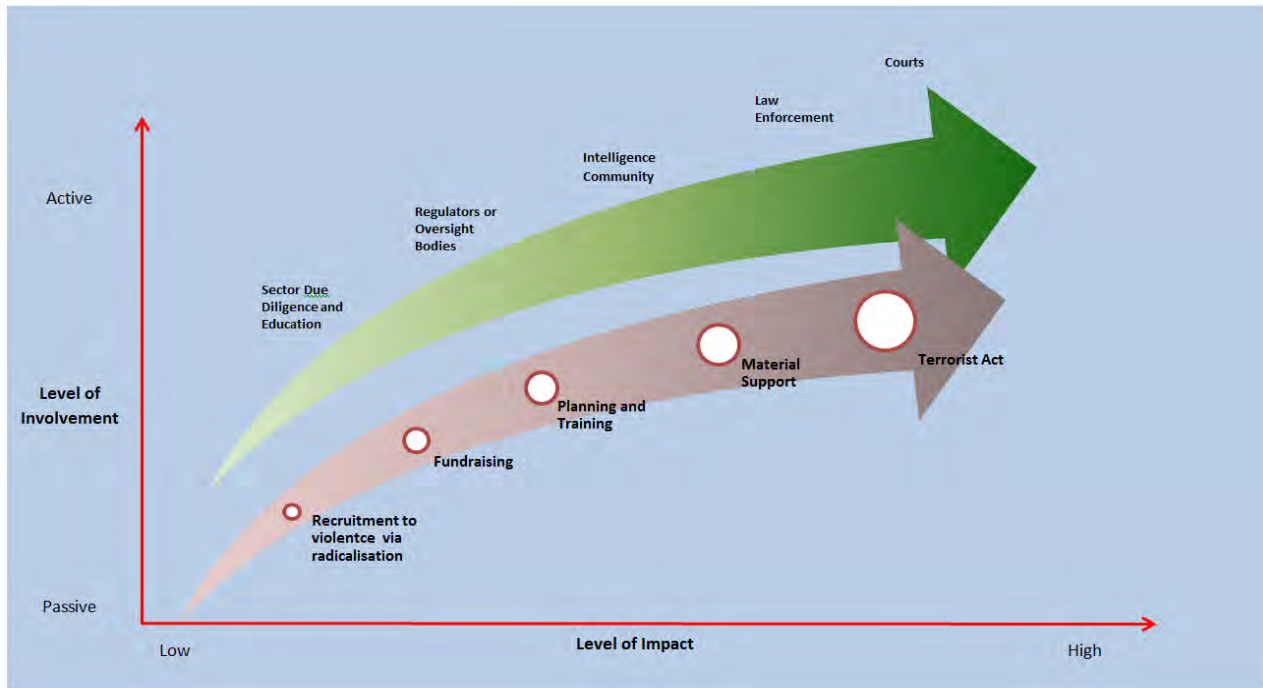 Courts
Law
Enforcement
Intelligence
Community
Active
Regulators or
Oversight
Bodies
Sector Due
Diligence and
Education
Material
Support
Terrorist Act
Level of
Involvement
Planning and
Training
Fundraising
Recruitment to
violentce via
radicalisation
Passive
Low
Level of Impact
High